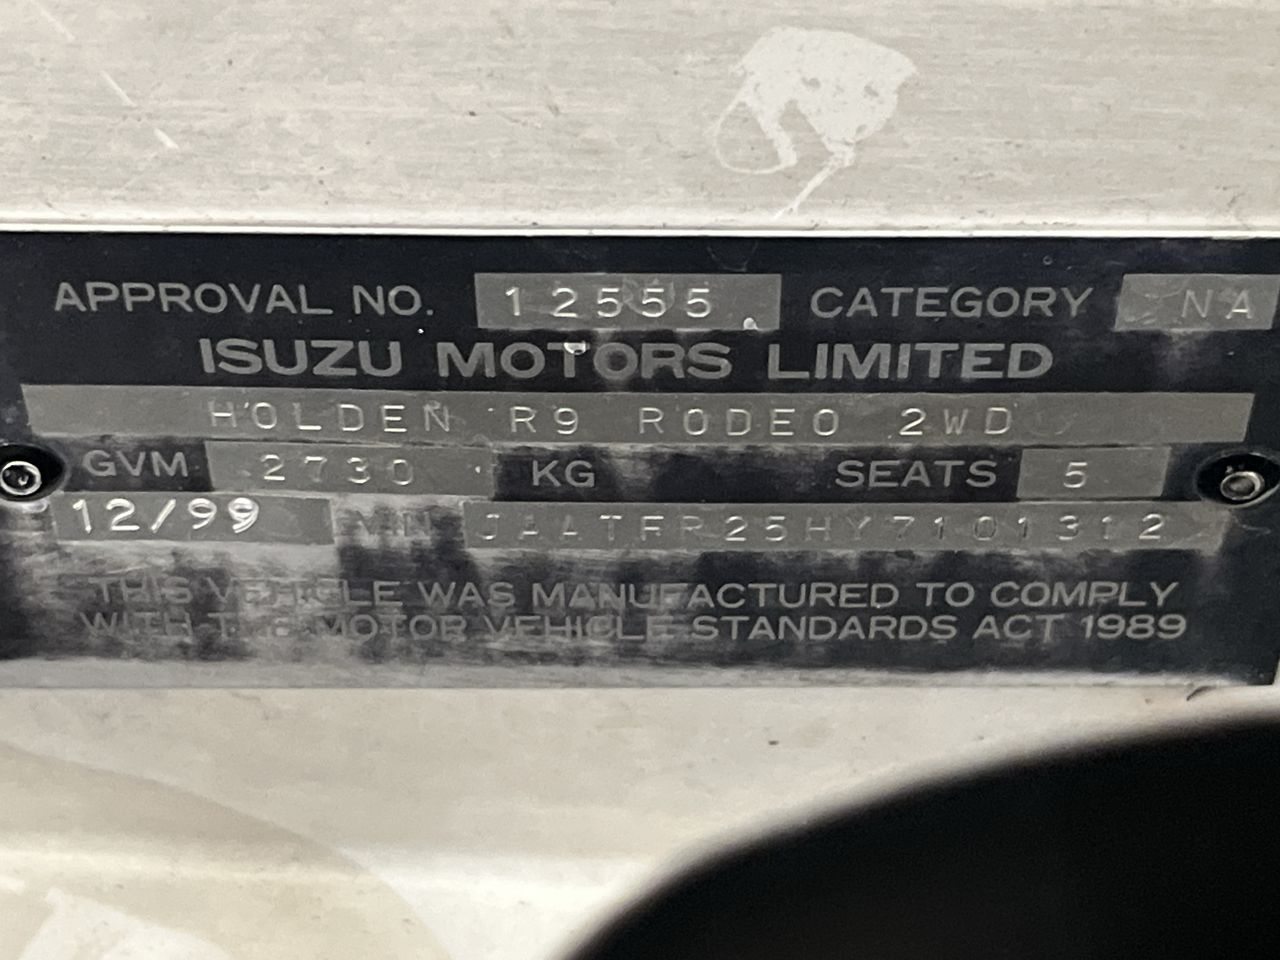 APPROVAL NO. 12555 CATEGORY NA
ISUZU MOTORS LIMITED
HOLDEN R9 RODEO 2WD
GVM 2730 KG SEATS 5
12/99 VIN JAATFR25HY7101312
THIS VEHICLE WAS MANUFACTURED TO COMPLY
WITH THE MOTOR VEHICLE STANDARDS ACT 1989